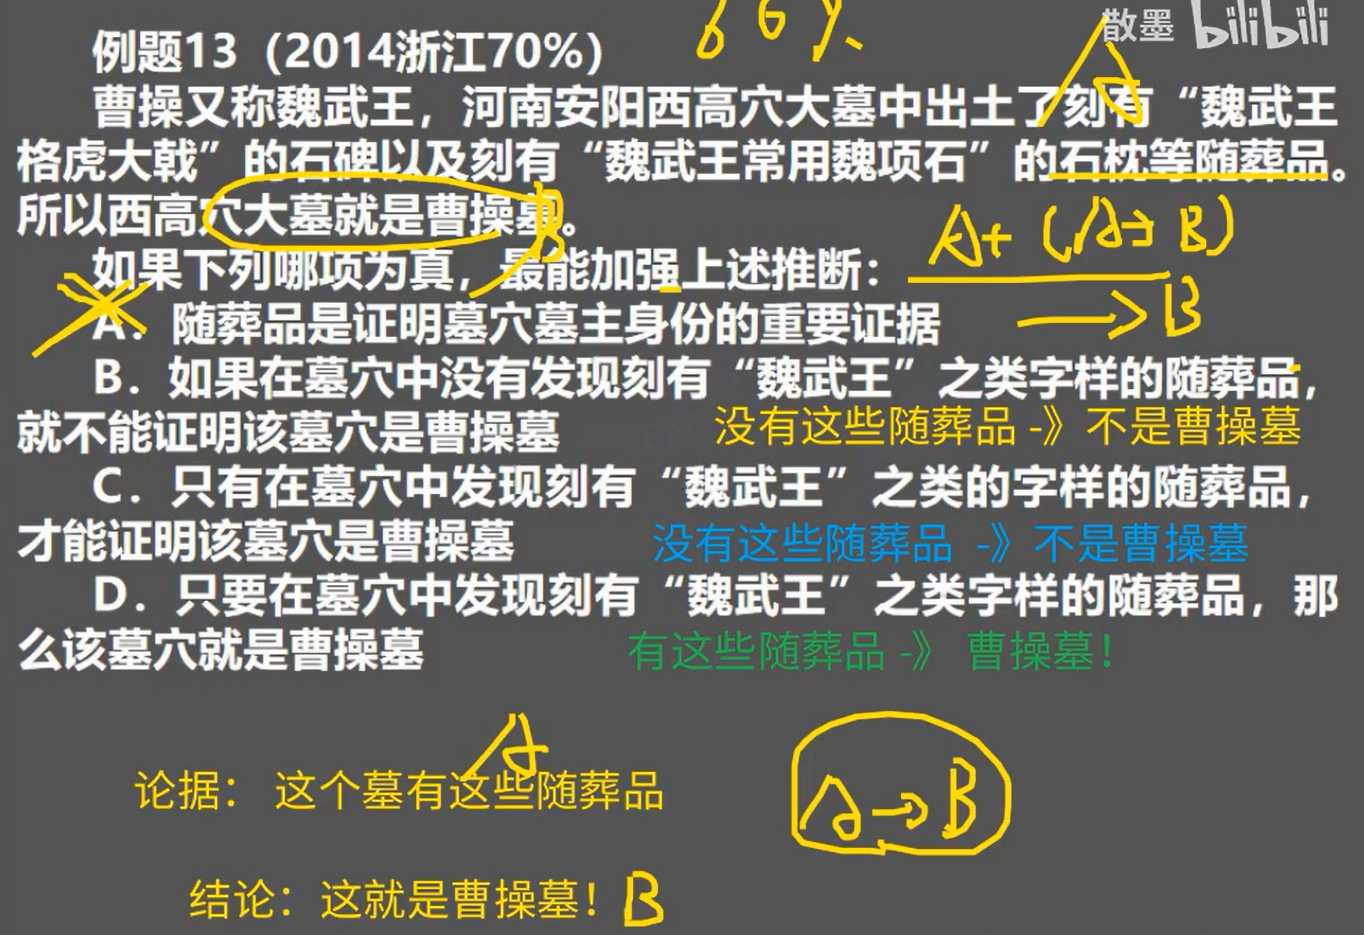 66%
散墨 bilibili
例题13（2014浙江70%）
A
曹操又称魏武王，河南安阳西高穴大墓中出土了刻有“魏武王
格虎大戟”的石碑以及刻有“魏武王常用魏项石”的石枕等随葬品。
所以西高穴大墓就是曹操墓。
B
A+（A→B）
→B
如果下列哪项为真，最能加强上述推断：
A．随葬品是证明墓穴墓主身份的重要证据
B．如果在墓穴中没有发现刻有“魏武王”之类字样的随葬品，
就不能证明该墓穴是曹操墓
没有这些随葬品 -》不是曹操墓
C．只有在墓穴中发现刻有“魏武王”之类的字样的随葬品，
才能证明该墓穴是曹操墓
没有这些随葬品 -》不是曹操墓
D．只要在墓穴中发现刻有“魏武王”之类字样的随葬品，那
么该墓穴就是曹操墓
有这些随葬品 -》 曹操墓！
A
论据： 这个墓有这些随葬品
A→B
结论：这就是曹操墓！B